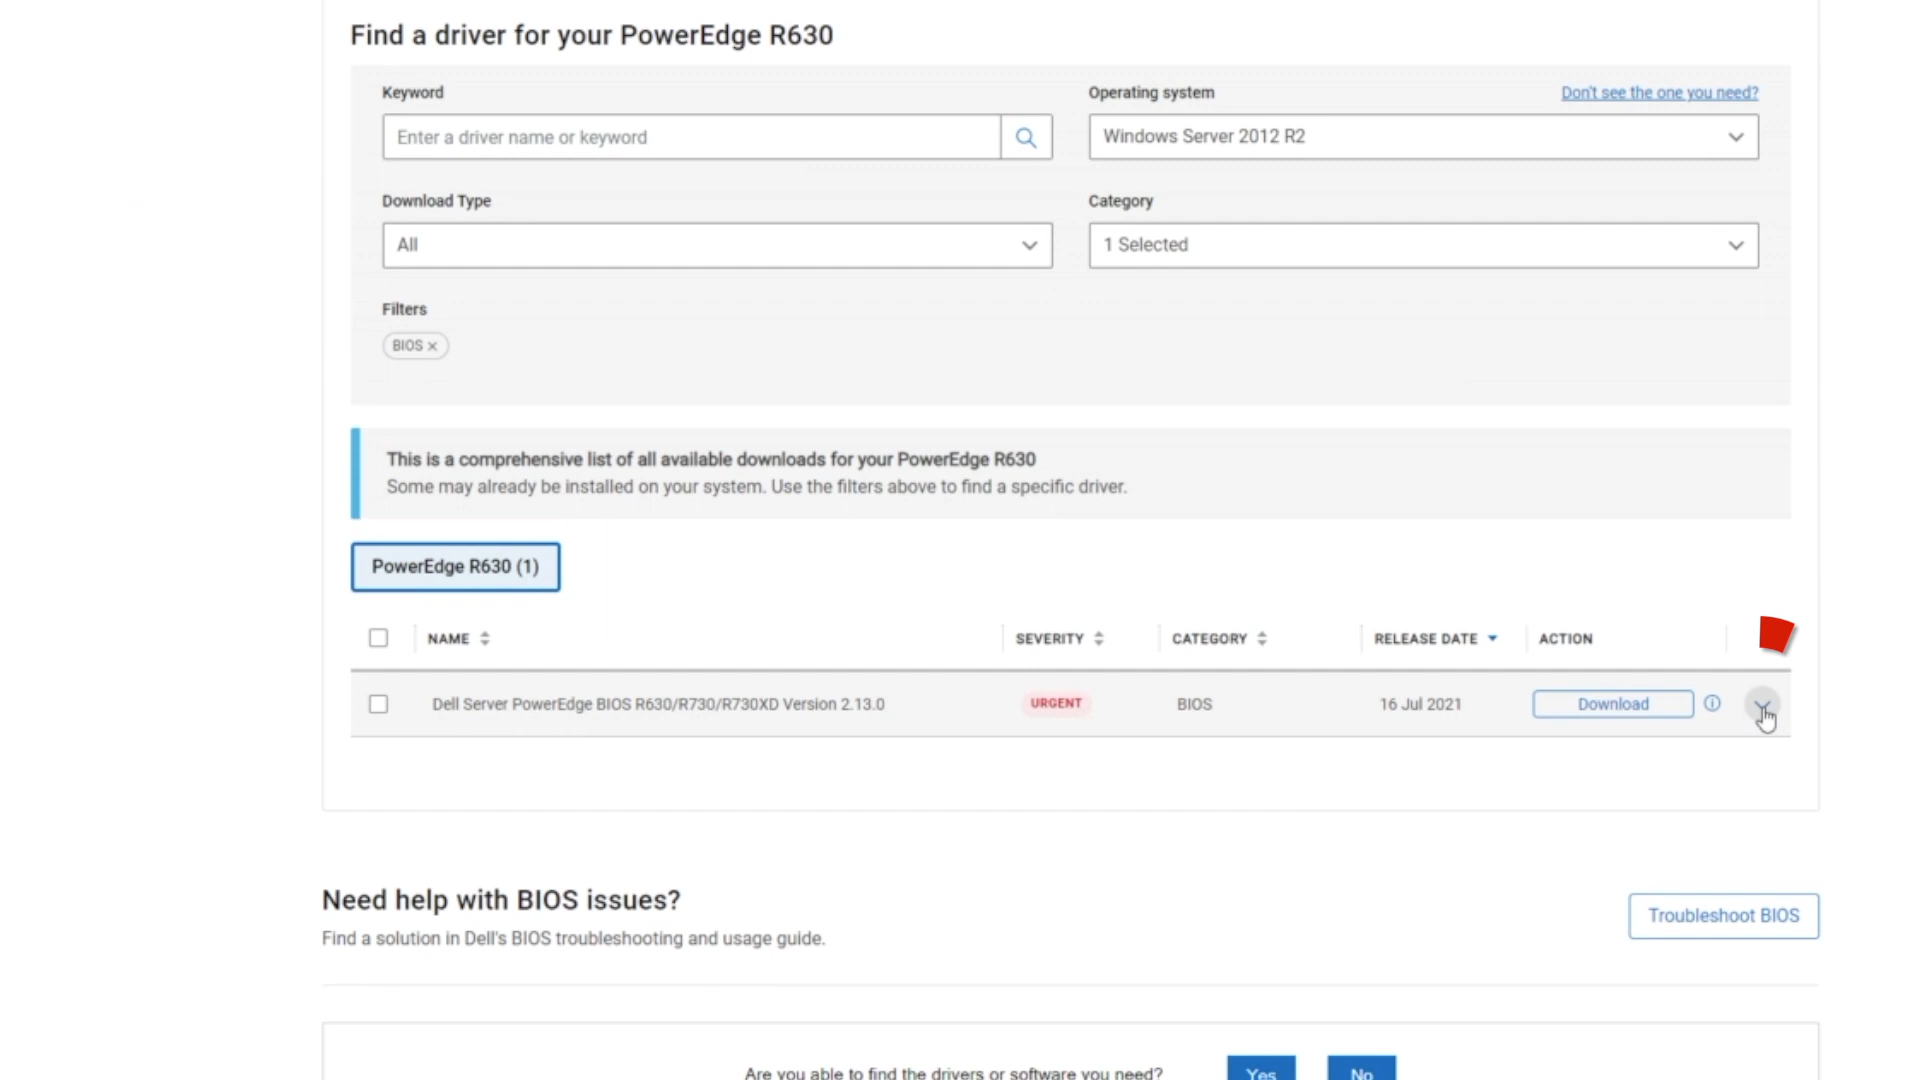 Find a driver for your PowerEdge R630
Keyword
Operating system
Don't see the one you need?
Enter a driver name or keyword
Windows Server 2012 R2
Download Type
Category
All
1 Selected
Filters
BIOS
This is a comprehensive list of all available downloads for your PowerEdge R630
Some may already be installed on your system. Use the filters above to find a specific driver.
PowerEdge R630 (1)
NAME
SEVERITY
CATEGORY
RELEASE DATE
ACTION
Dell Server PowerEdge BIOS R630/R730/R730XD Version 2.13.0
URGENT
BIOS
16 Jul 2021
Download
Need help with BIOS issues?
Troubleshoot BIOS
Find a solution in Dell's BIOS troubleshooting and usage guide.
Are you able to find the drivers or software you need?
Yes
No